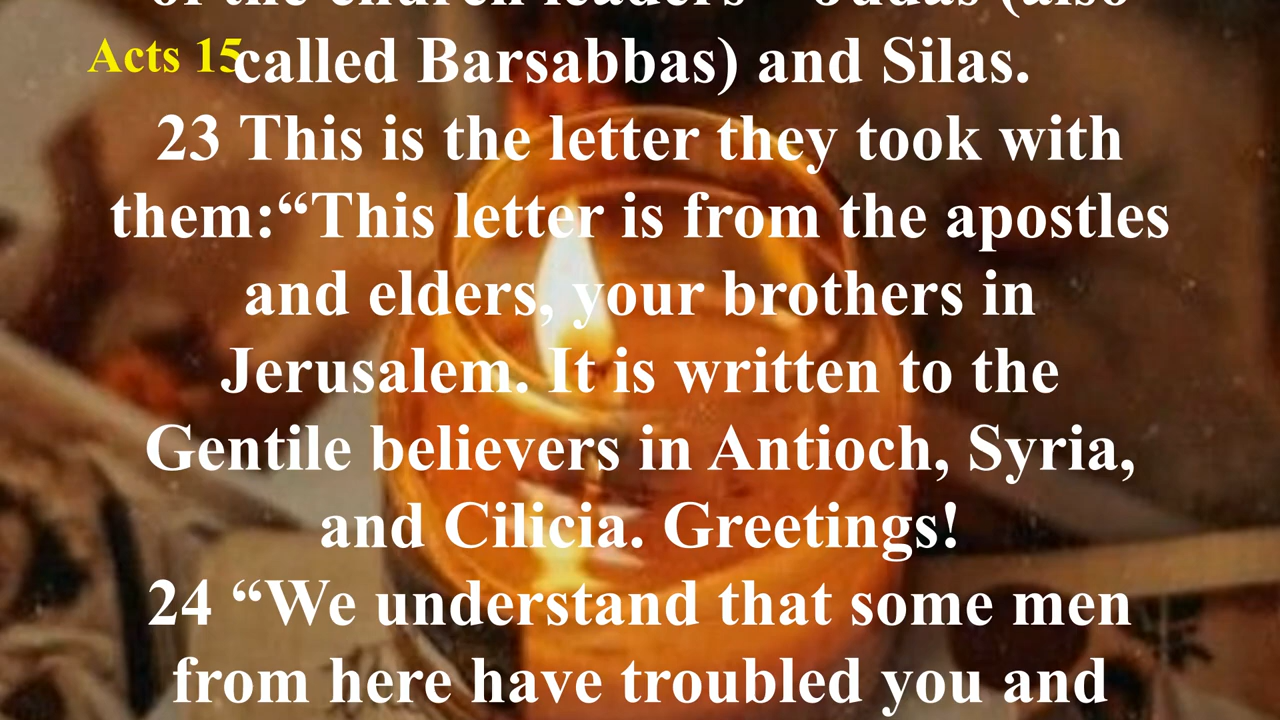 of the church leaders
Judas (also
Acts 15
called Barsabbas) and Silas.
23 This is the letter they took with
them:“This letter is from the apostles
and elders, your brothers in
Jerusalem. It is written to the
Gentile believers in Antioch, Syria,
and Cilicia. Greetings!
24 “We understand that some men
from here have troubled you and